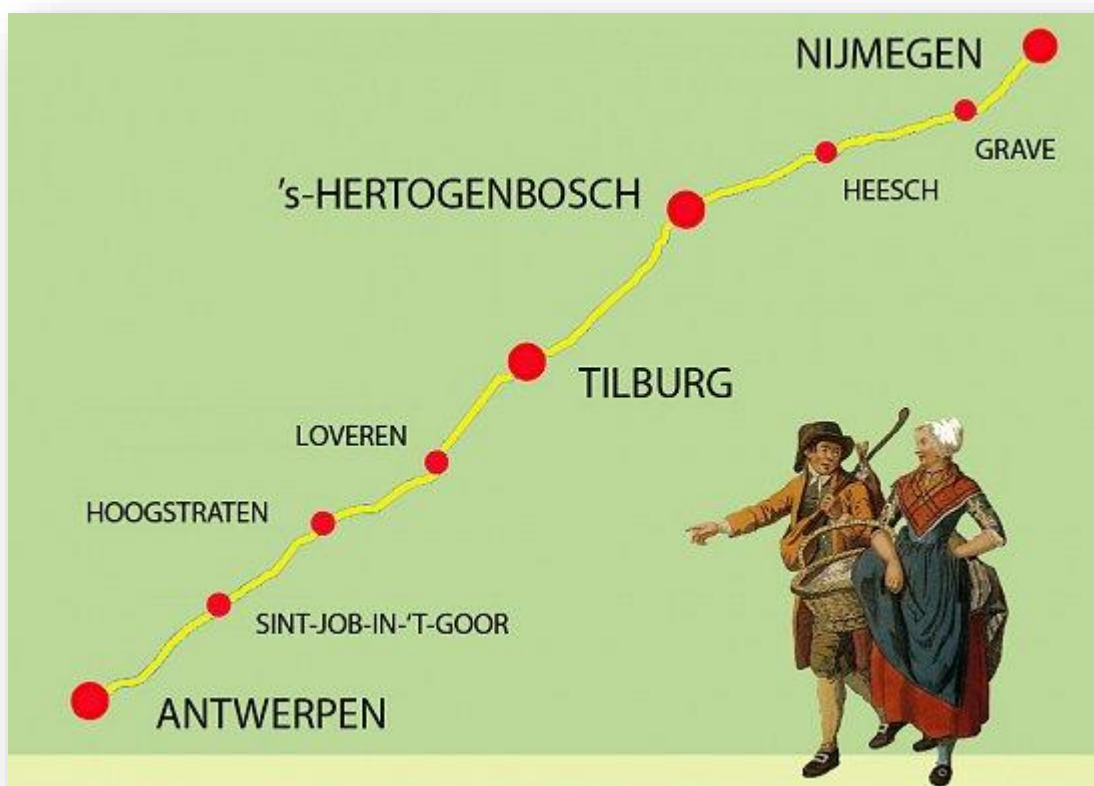 NIJMEGEN
GRAVE
HEESCH
's-HERTOGENBOSCH
TILBURG
LOVEREN
HOOGSTRATEN
SINT-JOB-IN-'T-GOOR
ANTWERPEN